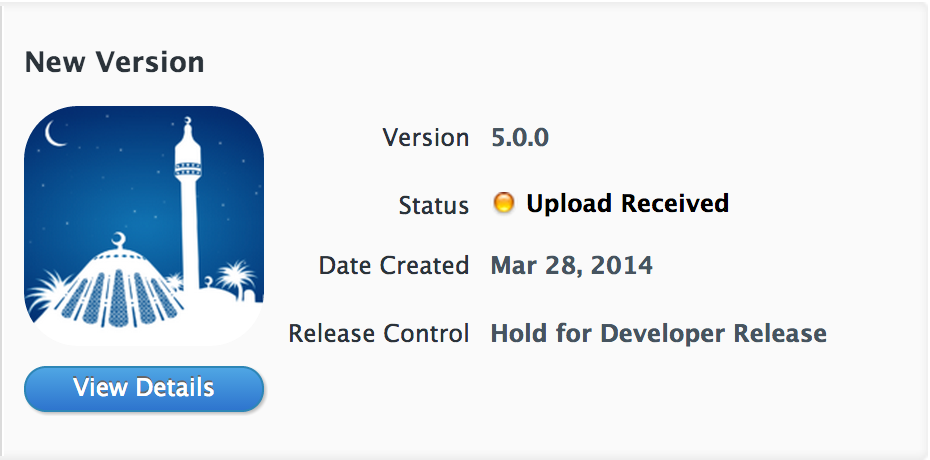 New Version
Version 5.0.0
Status Upload Received
Date Created Mar 28, 2014
Release Control Hold for Developer Release
View Details